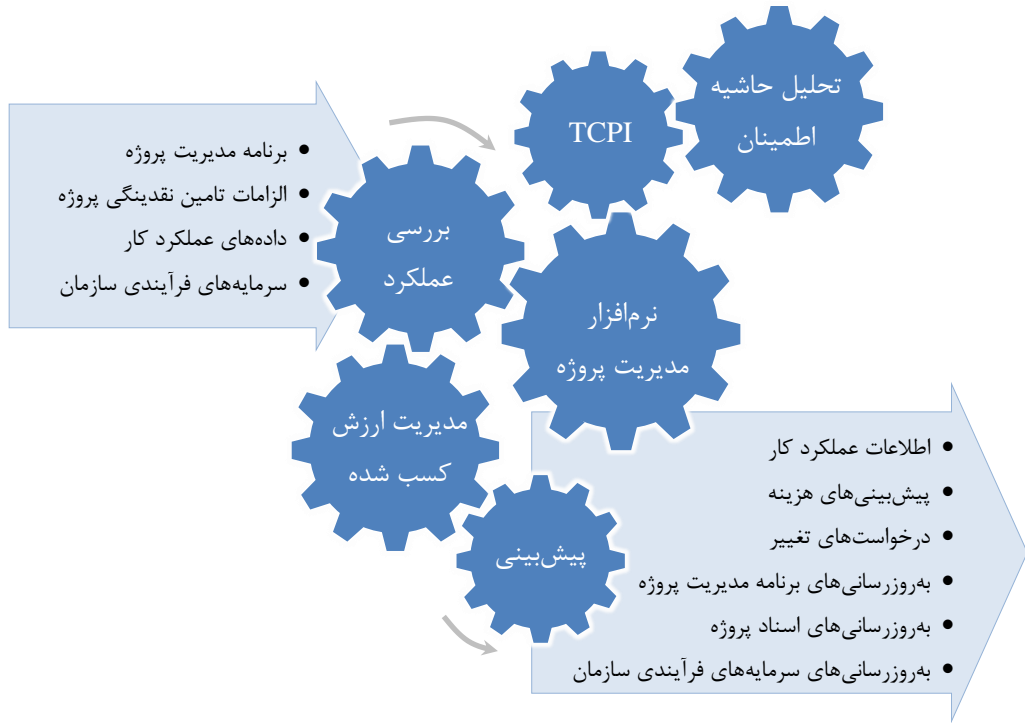 برنامه مدیریت پروژه
الزامات تامین نقدینگی پروژه
داده‌های عملکرد کار
سرمایه‌های فرآیندی سازمان
بررسی
عملکرد
TCPI
تحلیل حاشیه
اطمینان
نرم‌افزار
مدیریت پروژه
مدیریت ارزش
کسب شده
پیش‌بینی
اطلاعات عملکرد کار
پیش‌بینی‌های هزینه
درخواست‌های تغییر
به‌روزرسانی‌های برنامه مدیریت پروژه
به‌روزرسانی‌های اسناد پروژه
به‌روزرسانی‌های سرمایه‌های فرآیندی سازمان